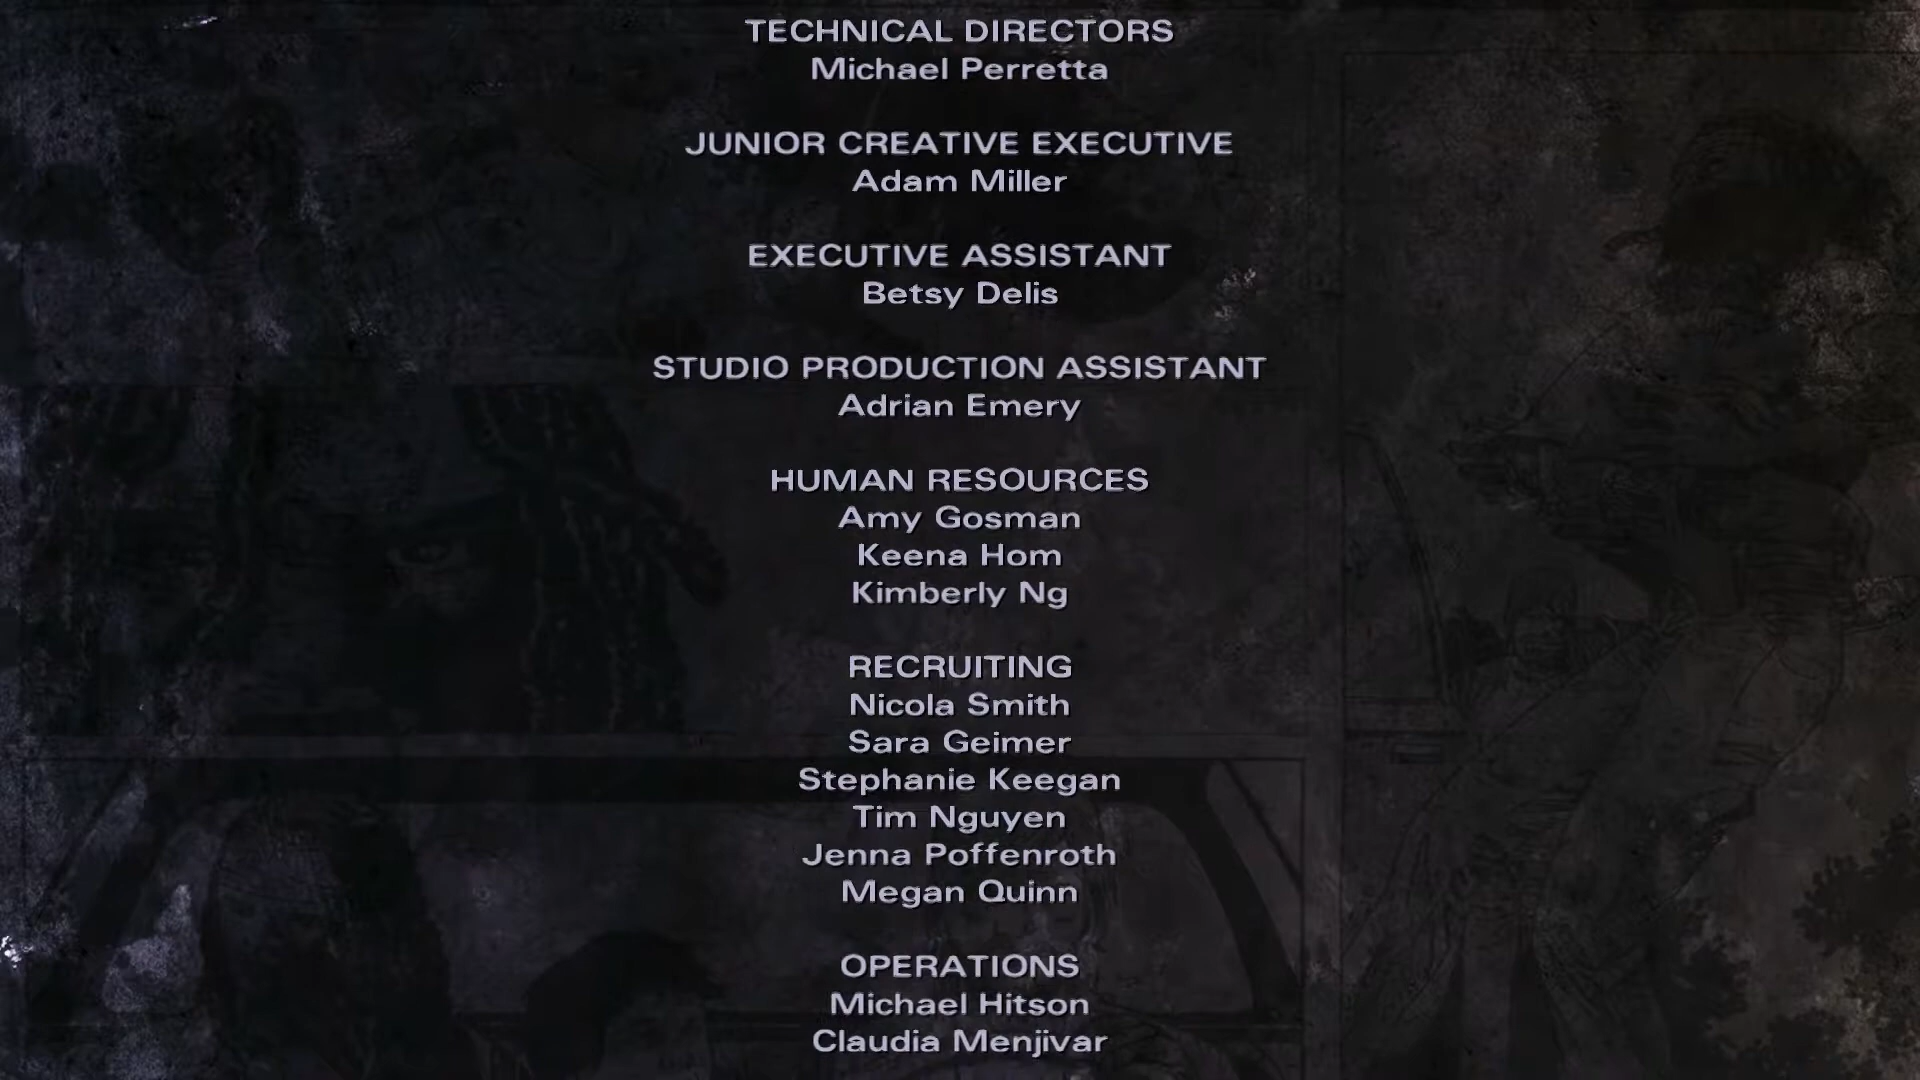 TECHNICAL DIRECTORS
Michael Perretta
JUNIOR CREATIVE EXECUTIVE
Adam Miller
EXECUTIVE ASSISTANT
Betsy Delis
STUDIO PRODUCTION ASSISTANT
Adrian Emery
HUMAN RESOURCES
Amy Gosman
Keena Hom
Kimberly Ng
RECRUITING
Nicola Smith
Sara Geimer
Stephanie Keegan
Tim Nguyen
Jenna Poffenroth
Megan Quinn
OPERATIONS
Michael Hitson
Claudia Menjivar